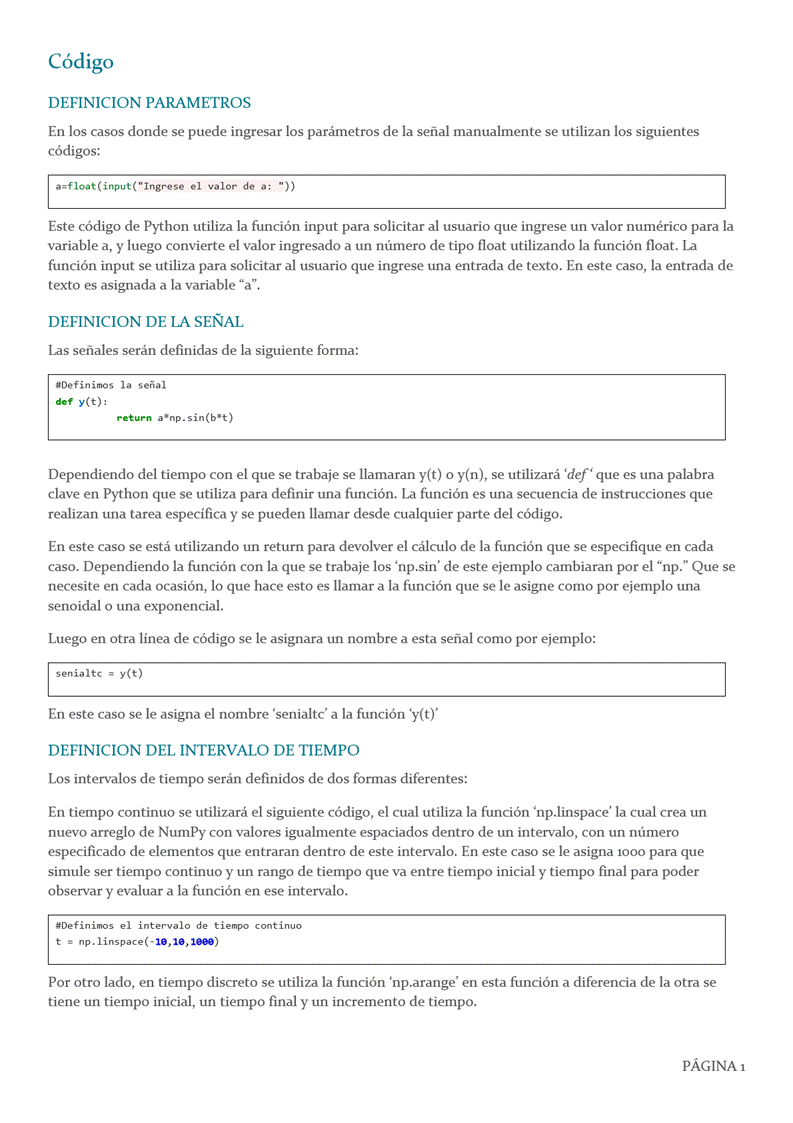 Código
DEFINICION PARAMETROS
En los casos donde se puede ingresar los parámetros de la señal manualmente se utilizan los siguientes
códigos:
a=float(input("Ingrese el valor de a: "))
Este código de Python utiliza la función input para solicitar al usuario que ingrese un valor numérico para la
variable a, y luego convierte el valor ingresado a un número de tipo float utilizando la función float. La
función input se utiliza para solicitar al usuario que ingrese una entrada de texto. En este caso, la entrada de
texto es asignada a la variable “a”.
DEFINICION DE LA SEÑAL
Las señales serán definidas de la siguiente forma:
#Definimos la señal
def y(t):
return a*np.sin(b*t)
Dependiendo del tiempo con el que se trabaje se llamaran y(t) o y(n), se utilizará ‘def ‘ que es una palabra
clave en Python que se utiliza para definir una función. La función es una secuencia de instrucciones que
realizan una tarea específica y se pueden llamar desde cualquier parte del código.
En este caso se está utilizando un return para devolver el cálculo de la función que se especifique en cada
caso. Dependiendo la función con la que se trabaje los ‘np.sin’ de este ejemplo cambiaran por el “np.” Que se
necesite en cada ocasión, lo que hace esto es llamar a la función que se le asigne como por ejemplo una
senoidal o una exponencial.
Luego en otra línea de código se le asignara un nombre a esta señal como por ejemplo:
senialtc = y(t)
En este caso se le asigna el nombre ‘senialtc’ a la función ‘y(t)’
DEFINICION DEL INTERVALO DE TIEMPO
Los intervalos de tiempo serán definidos de dos formas diferentes:
En tiempo continuo se utilizará el siguiente código, el cual utiliza la función ‘np.linspace’ la cual crea un
nuevo arreglo de NumPy con valores igualmente espaciados dentro de un intervalo, con un número
especificado de elementos que entraran dentro de este intervalo. En este caso se le asigna 1000 para que
simule ser tiempo continuo y un rango de tiempo que va entre tiempo inicial y tiempo final para poder
observar y evaluar a la función en ese intervalo.
#Definimos el intervalo de tiempo continuo
t = np.linspace(-10,10,1000)
Por otro lado, en tiempo discreto se utiliza la función ‘np.arange’ en esta función a diferencia de la otra se
tiene un tiempo inicial, un tiempo final y un incremento de tiempo.
PÁGINA 1